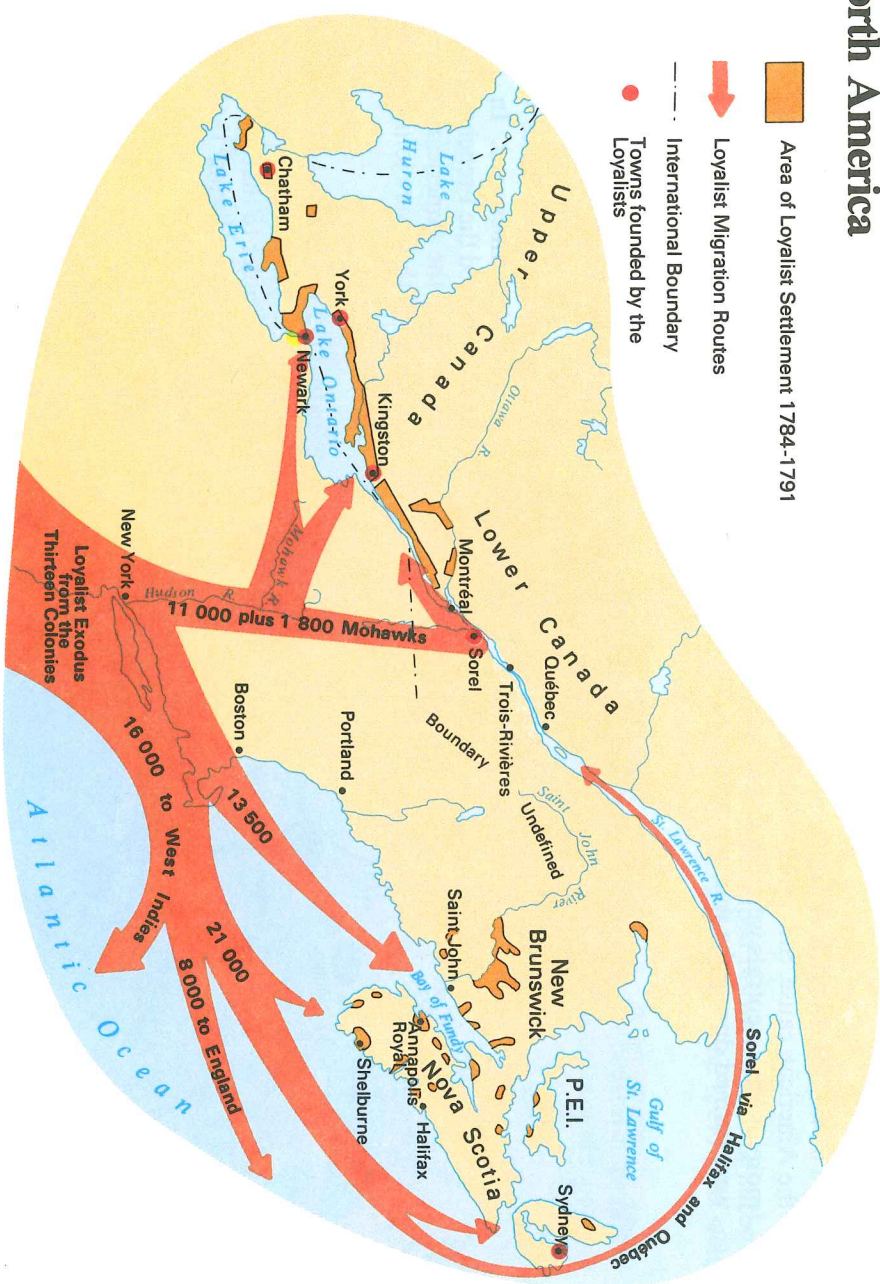 orth America
Area of Loyalist Settlement 1784-1791
Loyalist Migration Routes
International Boundary
Towns founded by the
Loyalists
Upper Canada
Lower Canada
Lake
Huron
Lake Erie
Lake Ontario
Chatham
York
Newark
Kingston
Ottawa R.
Montréal
Sorel
Trois-Rivières
Québec
St. Lawrence R.
Mohawk R.
Hudson R.
11 000 plus 1 800 Mohawks
New York
Loyalist Exodus
from the
Thirteen Colonies
Boston
Portland
Boundary
Undefined
Saint John River
13 500
16 000 to West Indies
21 000
8 000 to England
Saint John
New
Brunswick
Bay of Fundy
Annapolis
Royal
Nova Scotia
Shelburne
Halifax
P.E.I.
Gulf of
St. Lawrence
Sydney
Sorel via Halifax and Québec
Atlantic Ocean